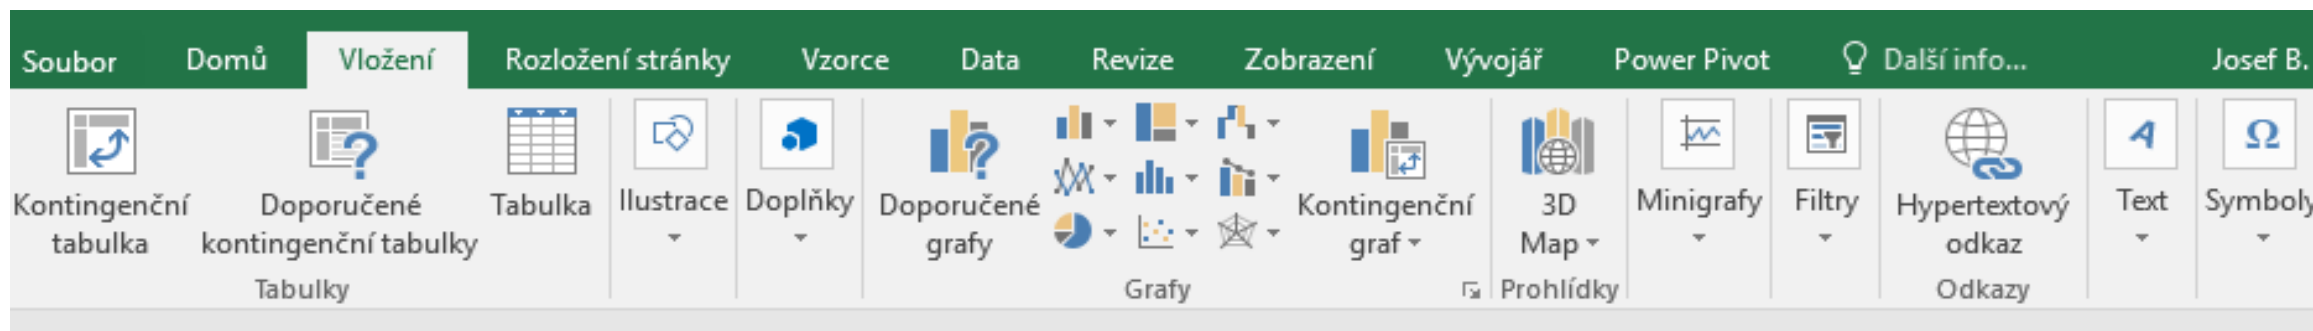 Soubor Domů Vložení Rozložení stránky Vzorce Data Revize Zobrazení Vývojář Power Pivot Další info... Josef B.
Kontingenční tabulka
Doporučené kontingenční tabulky
Tabulka
Ilustrace
Doplňky
Doporučené grafy
Kontingenční graf
3D Map
Minigrafy
Filtry
Hypertextový odkaz
Text
Symboly
Tabulky Grafy Prohlídky Odkazy